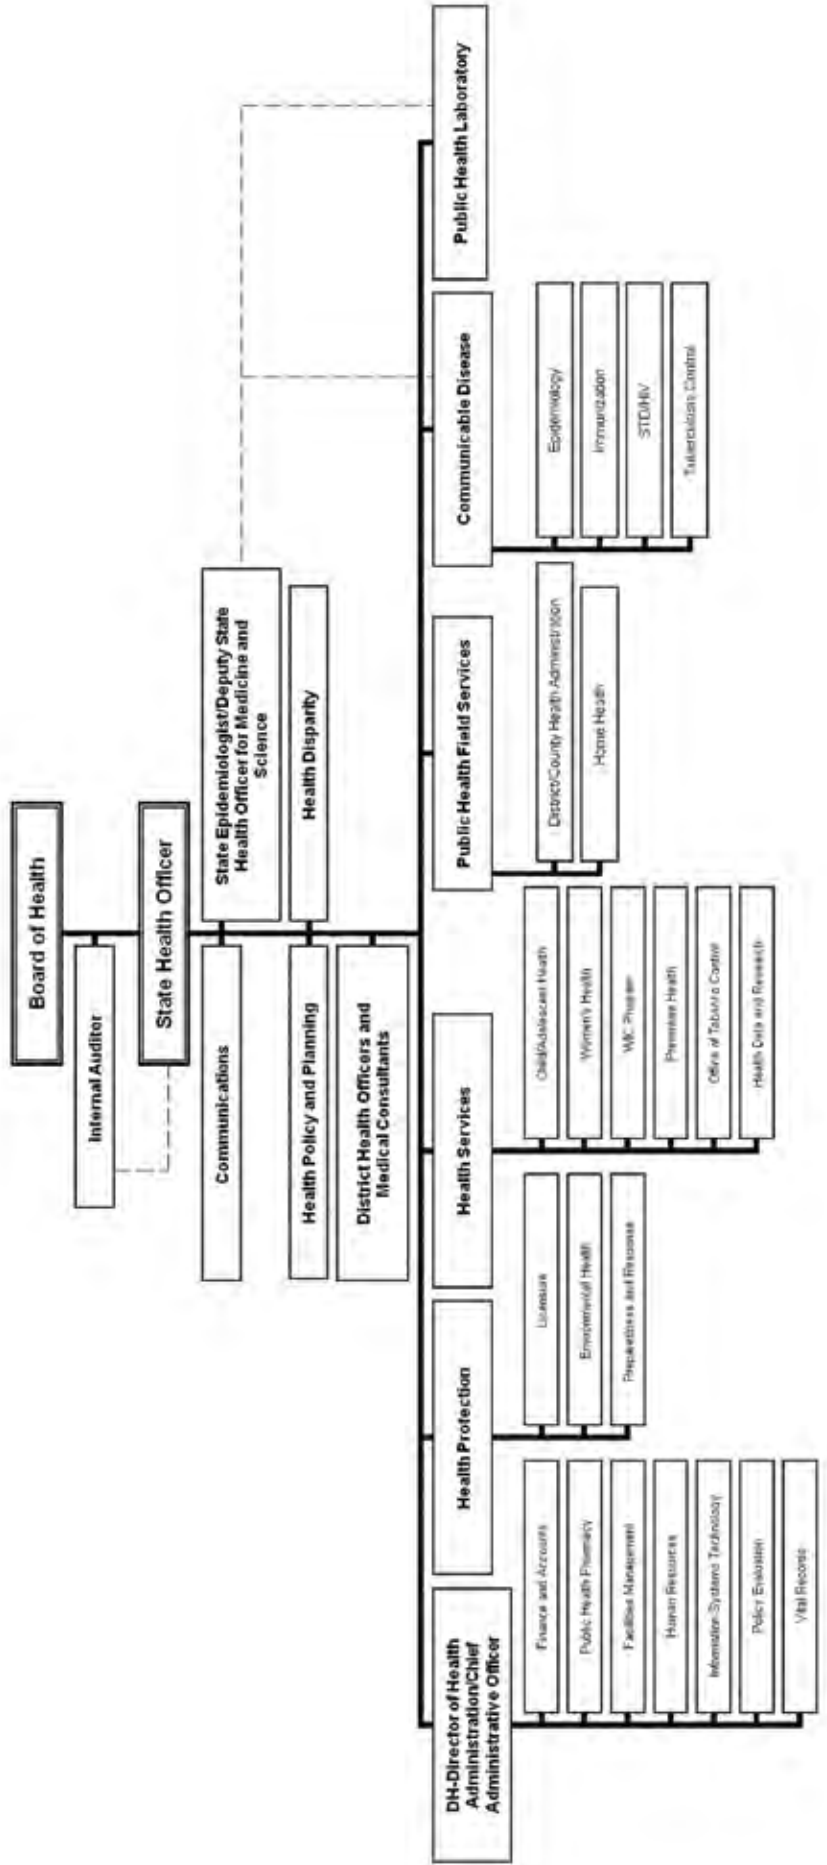 Board of Health
Internal Auditor
State Health Officer
Communications
State Epidemiologist/Deputy State
Health Officer for Medicine and
Science
Health Policy and Planning
Health Disparity
District Health Officers and
Medical Consultants
DH-Director of Health
Administration/Chief
Administrative Officer
Health Protection
Health Services
Public Health Field Services
Communicable Disease
Public Health Laboratory
Finance and Accounts
Public Health Pharmacy
Facilities Management
Human Resources
Information Systems Technology
Policy Evaluation
Vital Records
Licensure
Environmental Health
Preparedness and Response
Child/Adolescent Health
Women's Health
WIC Program
Preventive Health
Office of Tobacco Control
Health Data and Research
District/County Health Administration
Home Health
Epidemiology
Immunization
STD/HIV
Tuberculosis Control